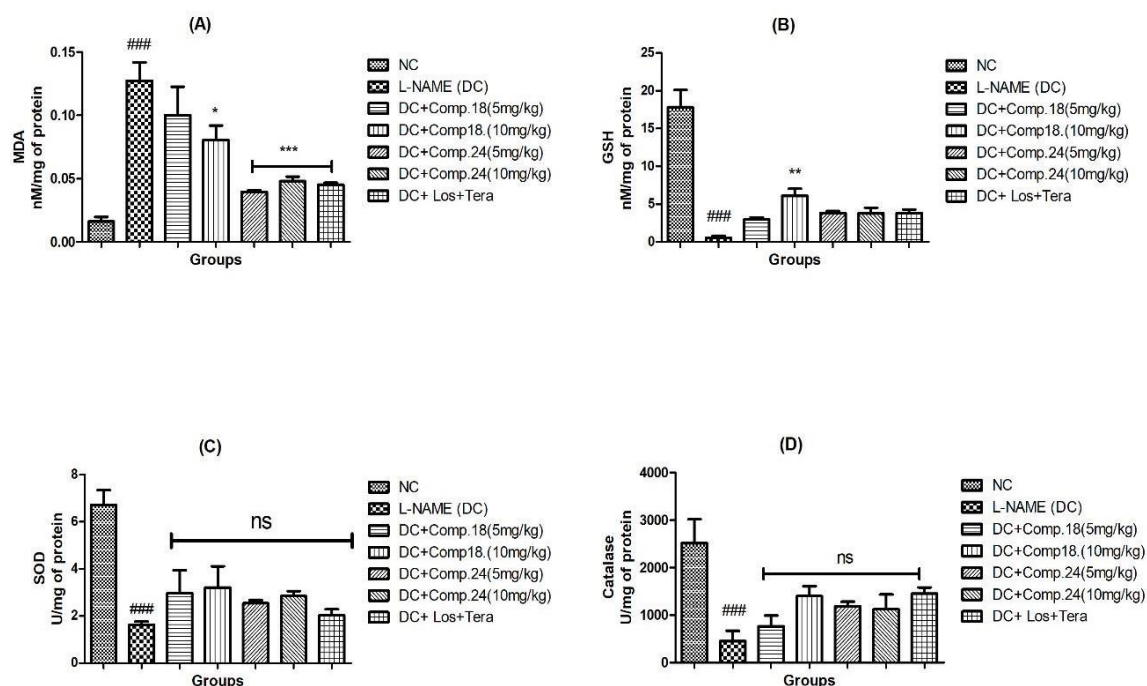 (A)
MDA
nM/mg of protein
0.15
0.10
0.05
0.00
###
*
***
Groups
NC
L-NAME (DC)
DC+Comp.18(5mg/kg)
DC+Comp18.(10mg/kg)
DC+Comp.24(5mg/kg)
DC+Comp.24(10mg/kg)
DC+ Los+Tera
(B)
GSH
nM/mg of protein
25
20
15
10
5
0
###
**
Groups
NC
L-NAME (DC)
DC+Comp.18(5mg/kg)
DC+Comp18.(10mg/kg)
DC+Comp.24(5mg/kg)
DC+Comp.24(10mg/kg)
DC+ Los+Tera
(C)
SOD
U/mg of protein
8
6
4
2
0
###
ns
Groups
NC
L-NAME (DC)
DC+Comp.18(5mg/kg)
DC+Comp18.(10mg/kg)
DC+Comp.24(5mg/kg)
DC+Comp.24(10mg/kg)
DC+ Los+Tera
(D)
Catalase
U/mg of protein
4000
3000
2000
1000
0
###
ns
Groups
NC
L-NAME (DC)
DC+Comp.18(5mg/kg)
DC+Comp18.(10mg/kg)
DC+Comp.24(5mg/kg)
DC+Comp.24(10mg/kg)
DC+ Los+Tera